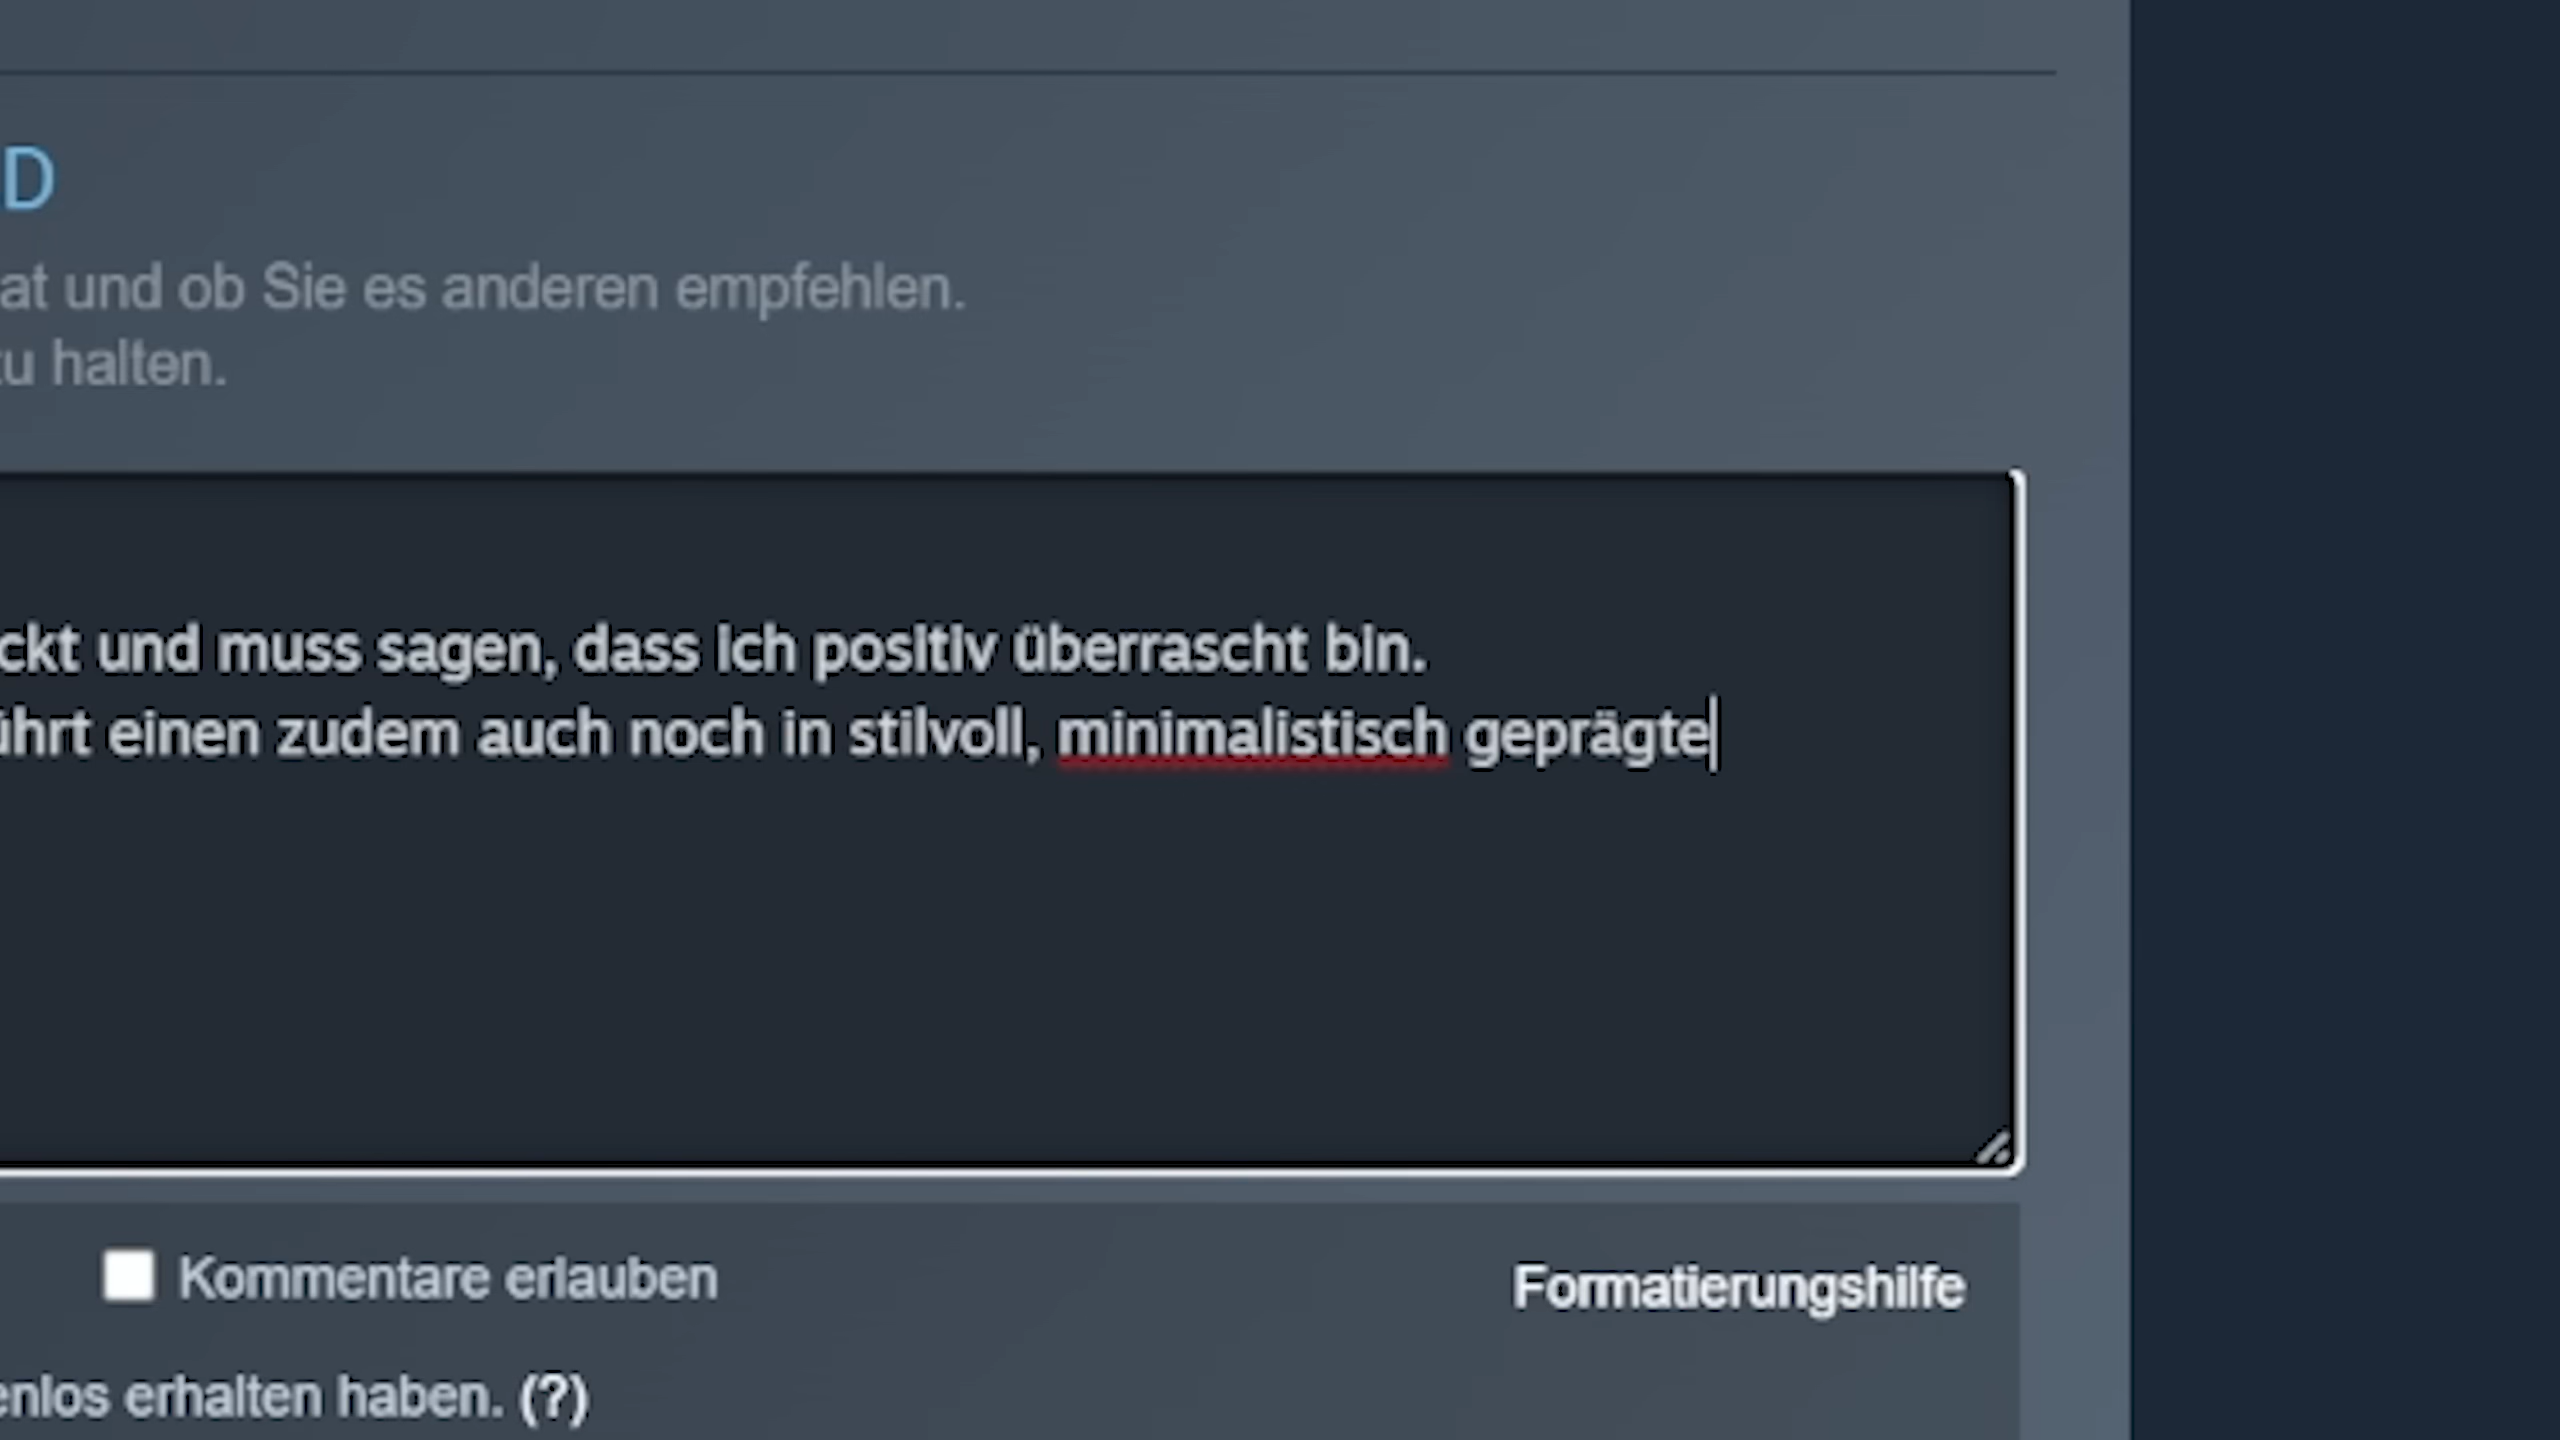 D
at und ob Sie es anderen empfehlen.
zu halten.
ckt und muss sagen, dass ich positiv überrascht bin.
ührt einen zudem auch noch in stilvoll, minimalistisch geprägte
Kommentare erlauben
Formatierungshilfe
enlos erhalten haben. (?)